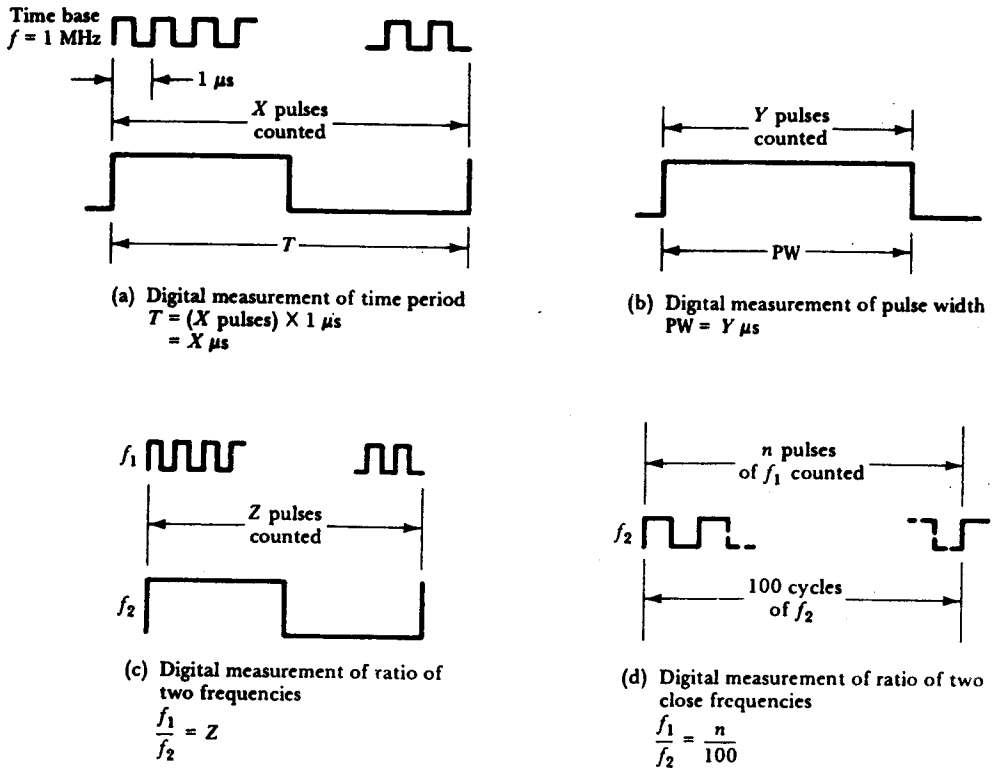 Time base
f = 1 MHz
1 μs
X pulses
counted
T
(a) Digital measurement of time period
T = (X pulses) X 1 μs
= X μs
Y pulses
counted
PW
(b) Digital measurement of pulse width
PW = Y μs
f₁
Z pulses
counted
f₂
(c) Digital measurement of ratio of
two frequencies
f₁/f₂ = Z
n pulses
of f₁ counted
f₂
100 cycles
of f₂
(d) Digital measurement of ratio of two
close frequencies
f₁/f₂ = n/100